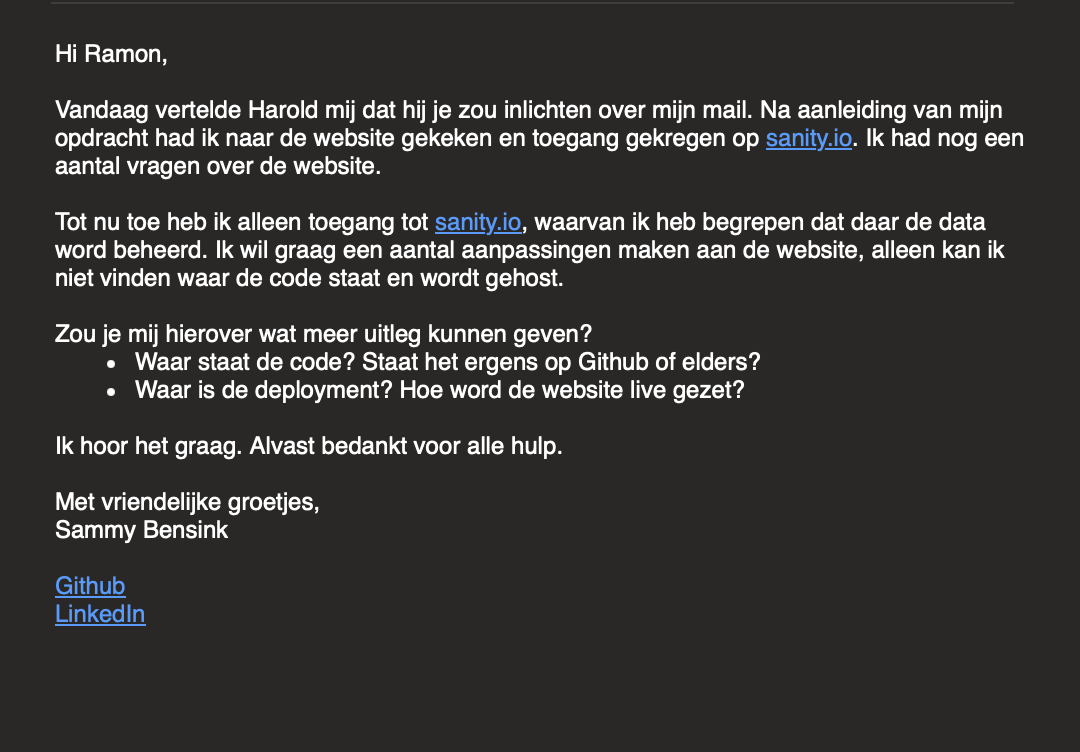 Hi Ramon,
Vandaag vertelde Harold mij dat hij je zou inlichten over mijn mail. Na aanleiding van mijn
opdracht had ik naar de website gekeken en toegang gekregen op sanity.io. Ik had nog een
aantal vragen over de website.
Tot nu toe heb ik alleen toegang tot sanity.io, waarvan ik heb begrepen dat daar de data
word beheerd. Ik wil graag een aantal aanpassingen maken aan de website, alleen kan ik
niet vinden waar de code staat en wordt gehost.
Zou je mij hierover wat meer uitleg kunnen geven?
• Waar staat de code? Staat het ergens op Github of elders?
• Waar is de deployment? Hoe word de website live gezet?
Ik hoor het graag. Alvast bedankt voor alle hulp.
Met vriendelijke groetjes,
Sammy Bensink
Github
LinkedIn